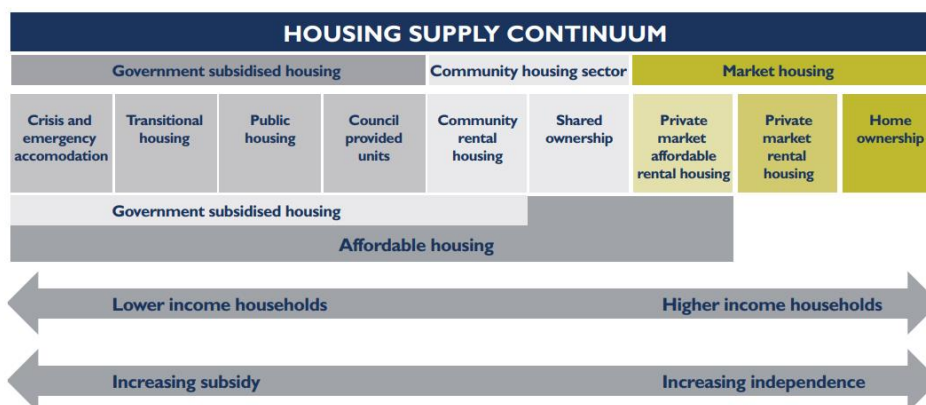 HOUSING SUPPLY CONTINUUM
Government subsidised housing
Community housing sector
Market housing
Crisis and
emergency
accomodation
Transitional
housing
Public
housing
Council
provided
units
Community
rental
housing
Shared
ownership
Private
market
affordable
rental housing
Private
market
rental
housing
Home
ownership
Government subsidised housing
Affordable housing
Lower income households
Higher income households
Increasing subsidy
Increasing independence